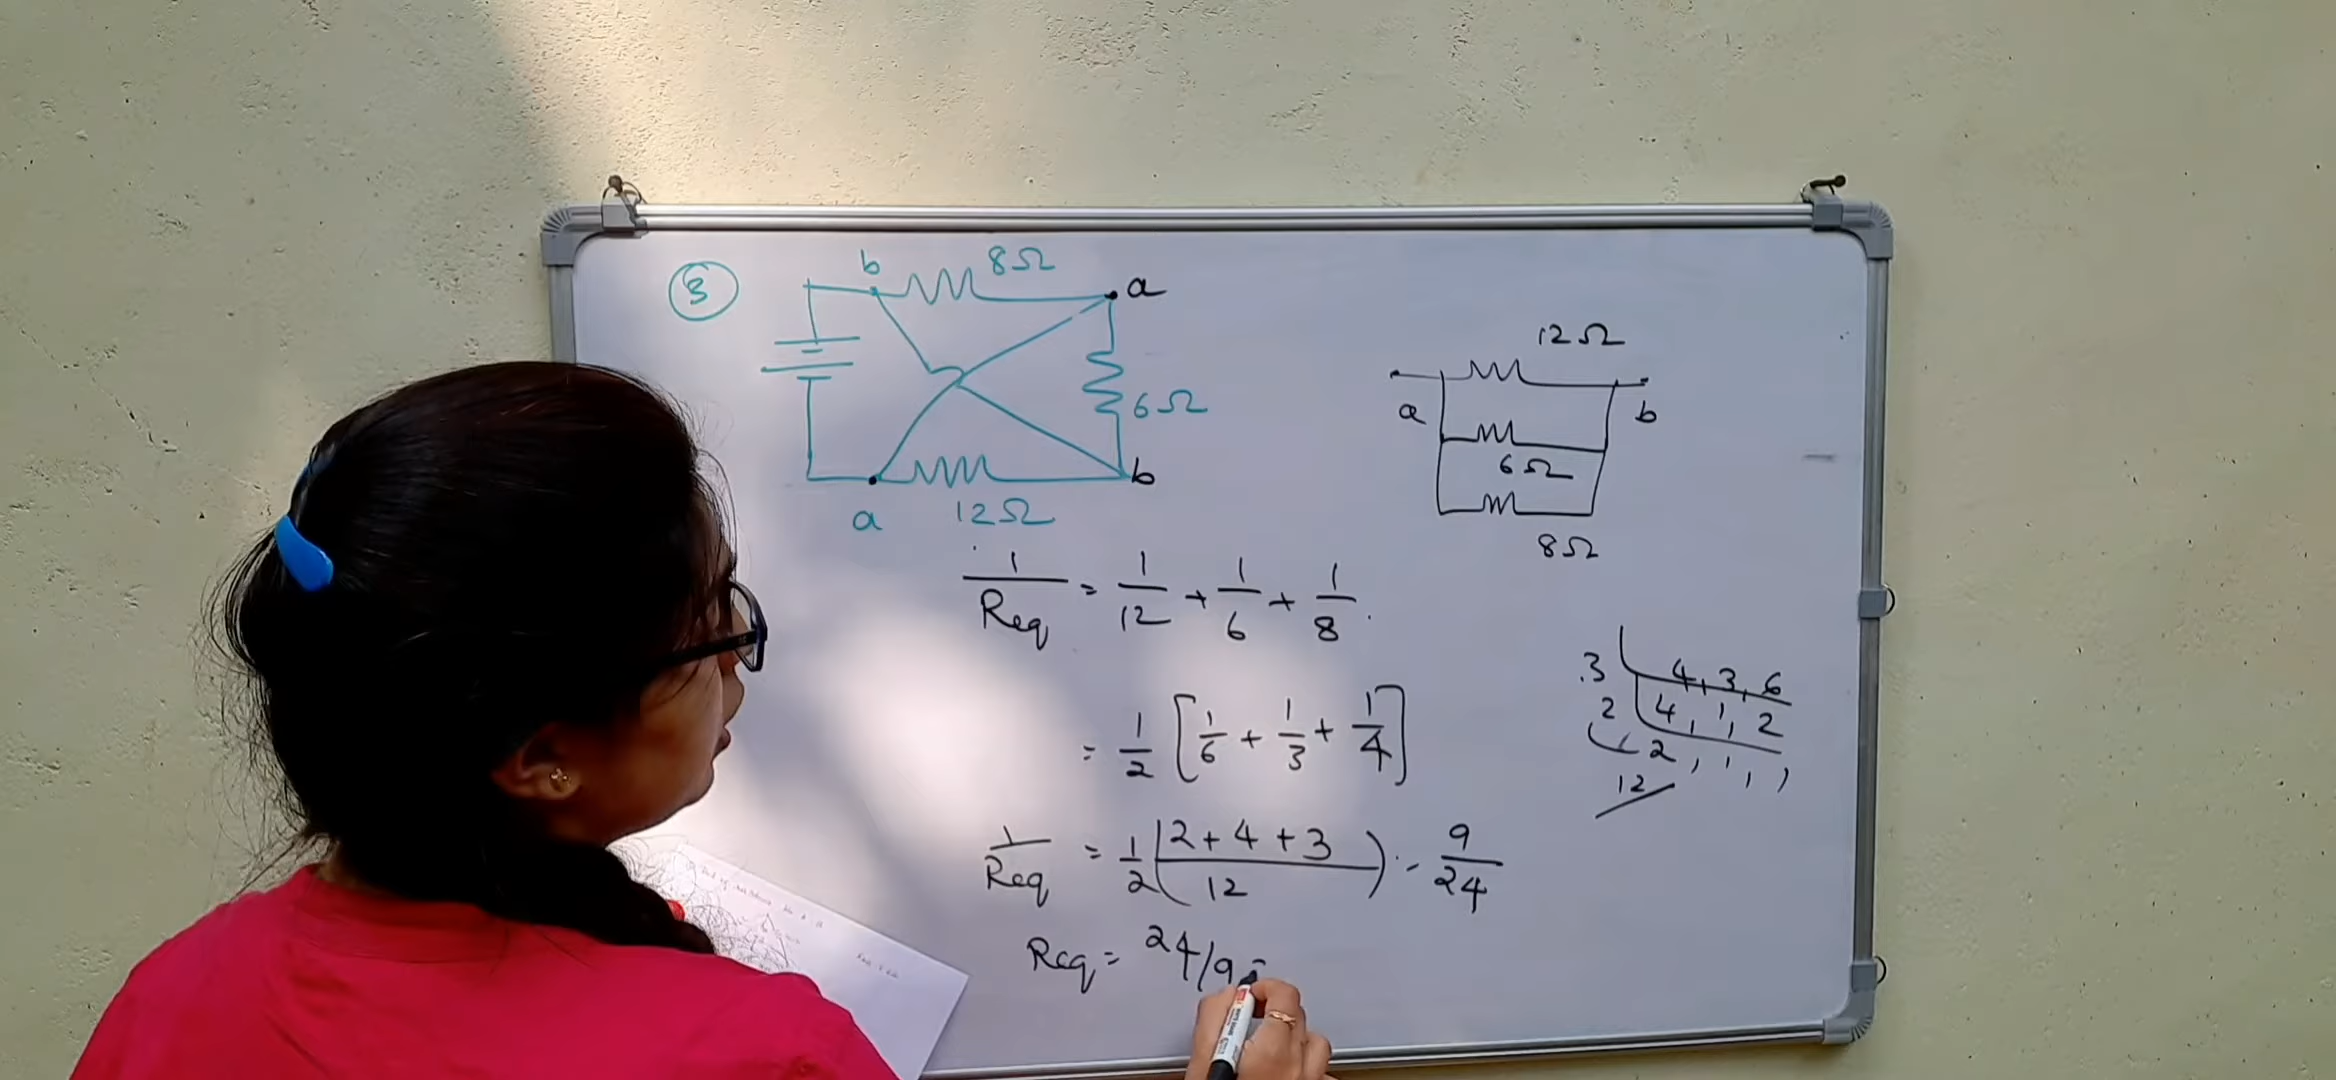 3
b 8Ω a
6Ω
a 12Ω b
12Ω
a b
6Ω
8Ω
1/Req = 1/12 + 1/6 + 1/8
= 1/2 [1/6 + 1/3 + 1/4]
1/Req = 1/2 (2 + 4 + 3 / 12) = 9/24
Req = 24/9 =
3 4, 3, 6
2 4, 1, 2
2, 1, 1
12